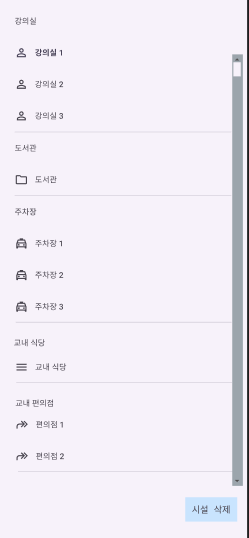 강의실
강의실 1
강의실 2
강의실 3
도서관
도서관
주차장
주차장 1
주차장 2
주차장 3
교내 식당
교내 식당
교내 편의점
편의점 1
편의점 2
시설 삭제